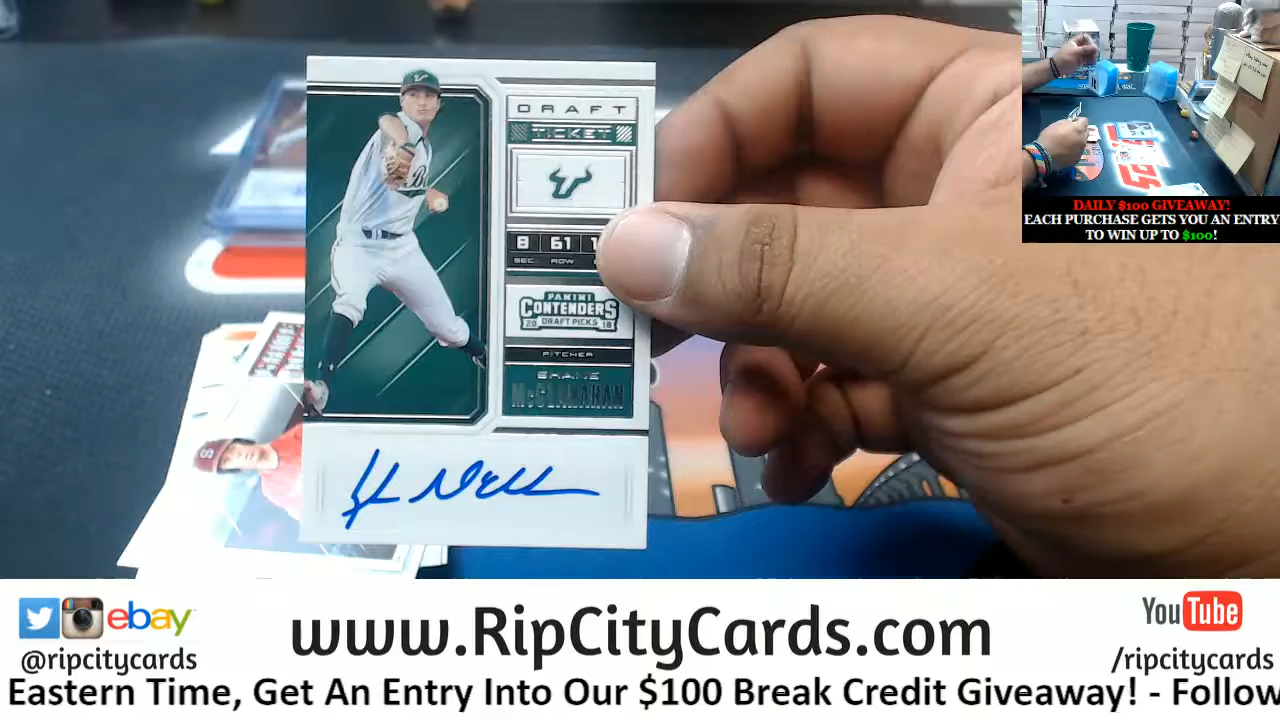 DRAFT
TICKET
8 61 1
SEC. ROW
PANINI
CONTENDERS
20 DRAFT PICKS 18
PITCHER
SHANE
McCLANAHAN
DAILY $100 GIVEAWAY!
EACH PURCHASE GETS YOU AN ENTRY
TO WIN UP TO $100!
ebay
www.RipCityCards.com
YouTube
@ripcitycards
/ripcitycards
Eastern Time, Get An Entry Into Our $100 Break Credit Giveaway! - Follow